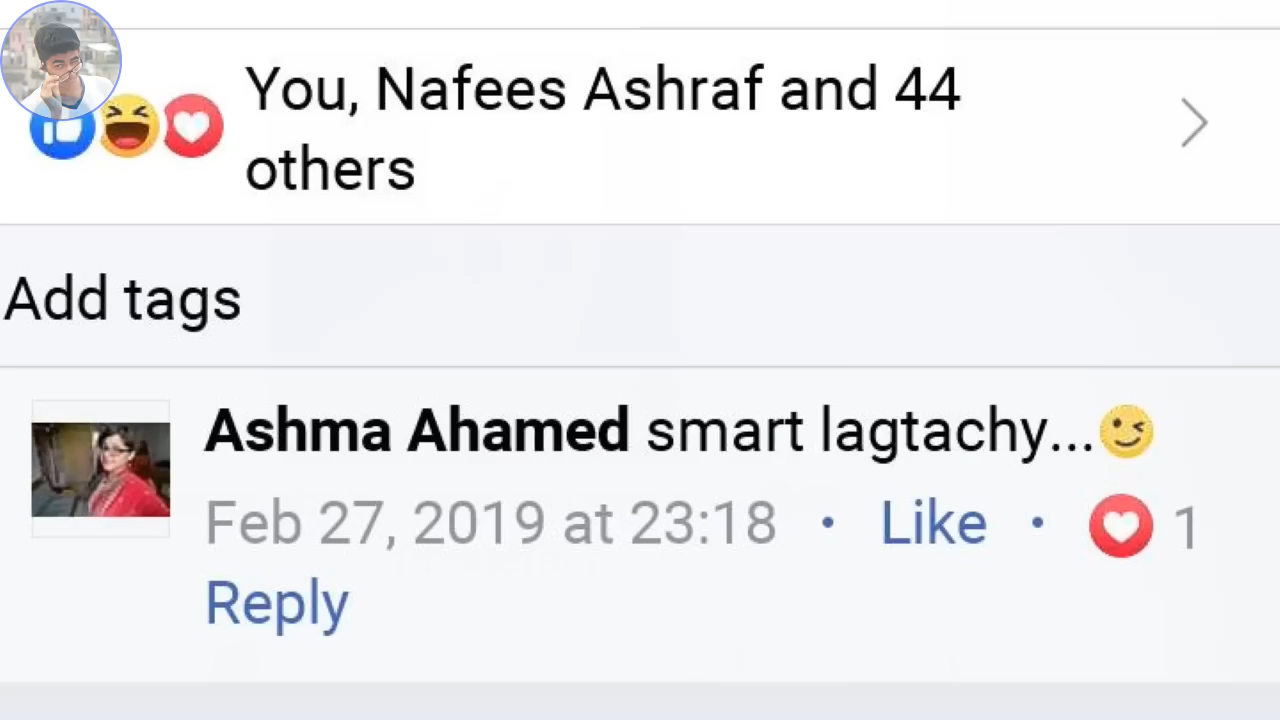 You, Nafees Ashraf and 44
others
Add tags
Ashma Ahamed smart lagtachy...😉
Feb 27, 2019 at 23:18 • Like • 1
Reply